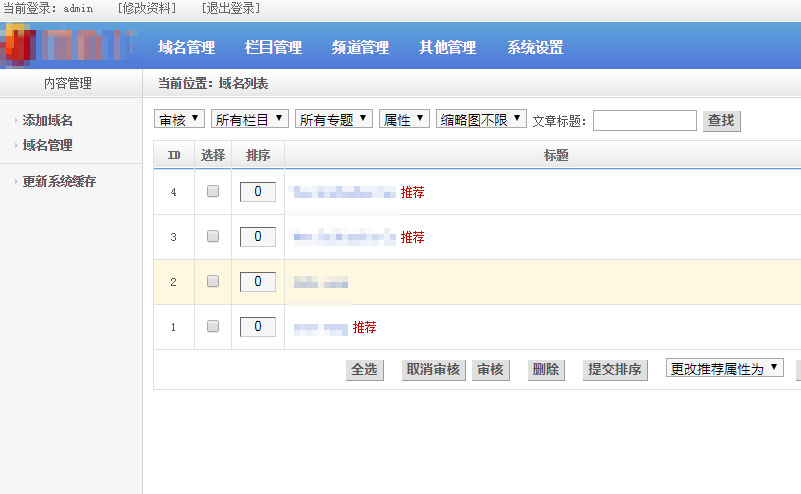 当前登录：admin [修改资料] [退出登录]
域名管理 栏目管理 频道管理 其他管理 系统设置
内容管理 当前位置：域名列表
添加域名
域名管理
更新系统缓存
审核 所有栏目 所有专题 属性 缩略图不限 文章标题： 查找
ID 选择 排序 标题
4 0 推荐
3 0 推荐
2 0
1 0 推荐
全选 取消审核 审核 删除 提交排序 更改推荐属性为